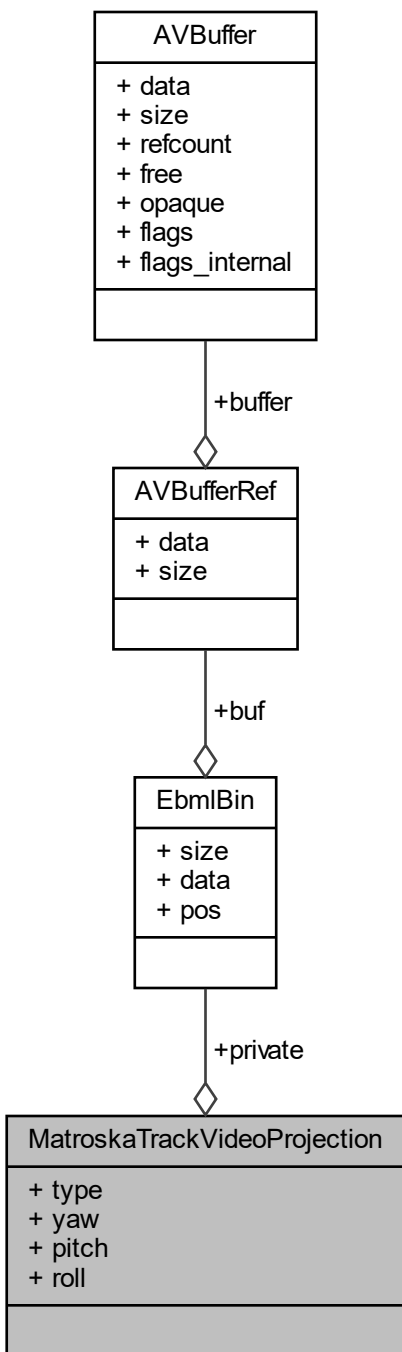 AVBuffer
+ data
+ size
+ refcount
+ free
+ opaque
+ flags
+ flags_internal
+buffer
AVBufferRef
+ data
+ size
+buf
EbmlBin
+ size
+ data
+ pos
+private
MatroskaTrackVideoProjection
+ type
+ yaw
+ pitch
+ roll